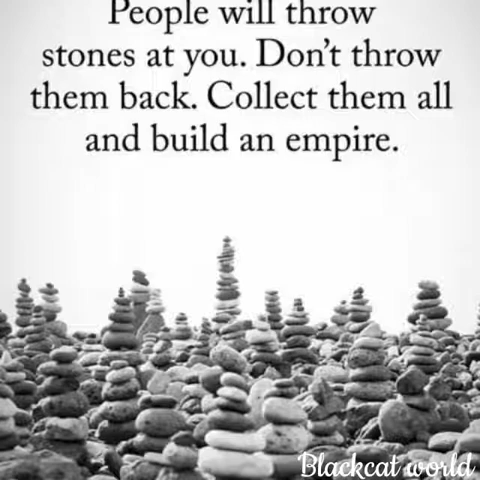 People will throw
stones at you. Don't throw
them back. Collect them all
and build an empire.
Blackcat world